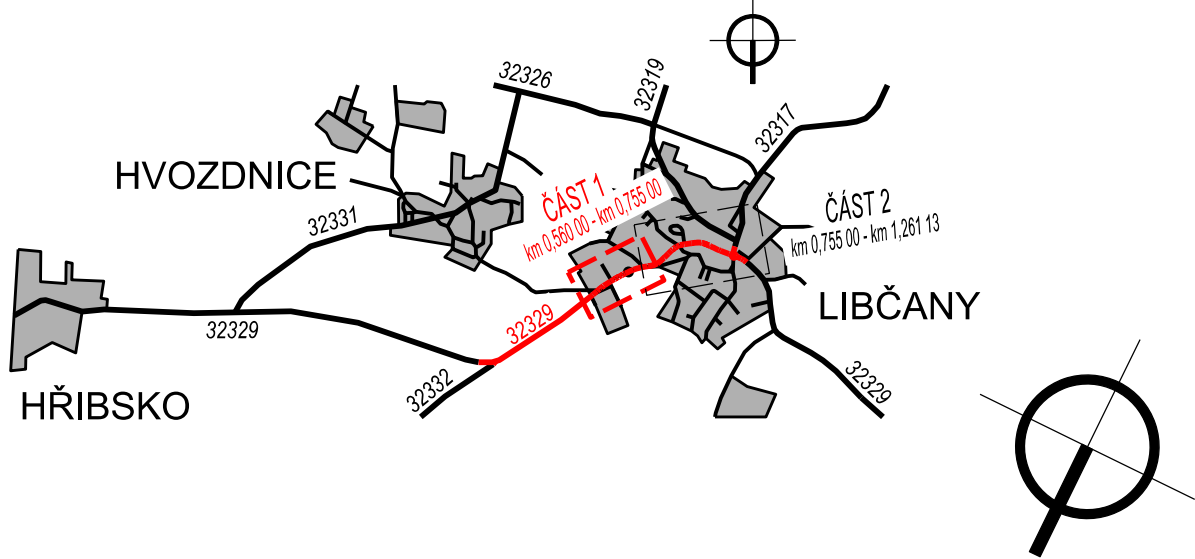 32326
32319
32317
HVOZDNICE
ČÁST 1
km 0,560 00 - km 0,755 00
ČÁST 2
km 0,755 00 - km 1,261 13
32331
LIBČANY
32329
32329
32332
32329
HŘIBSKO